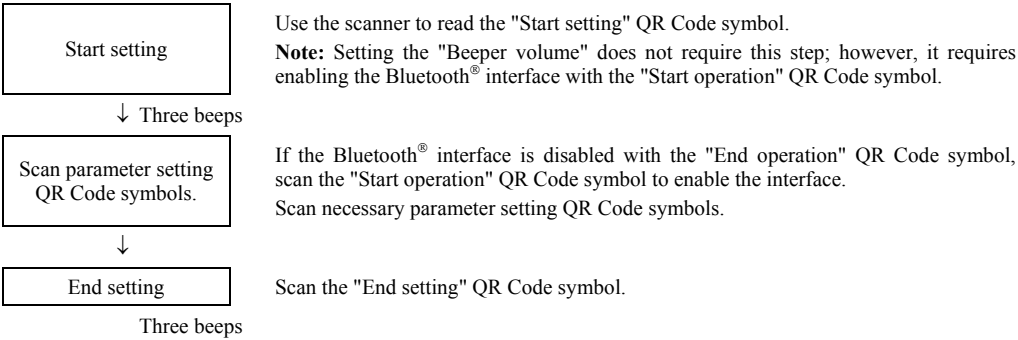 Start setting
Use the scanner to read the "Start setting" QR Code symbol.
Note: Setting the "Beeper volume" does not require this step; however, it requires
enabling the Bluetooth® interface with the "Start operation" QR Code symbol.
↓ Three beeps
Scan parameter setting
QR Code symbols.
If the Bluetooth® interface is disabled with the "End operation" QR Code symbol,
scan the "Start operation" QR Code symbol to enable the interface.
Scan necessary parameter setting QR Code symbols.
↓
End setting
Scan the "End setting" QR Code symbol.
Three beeps